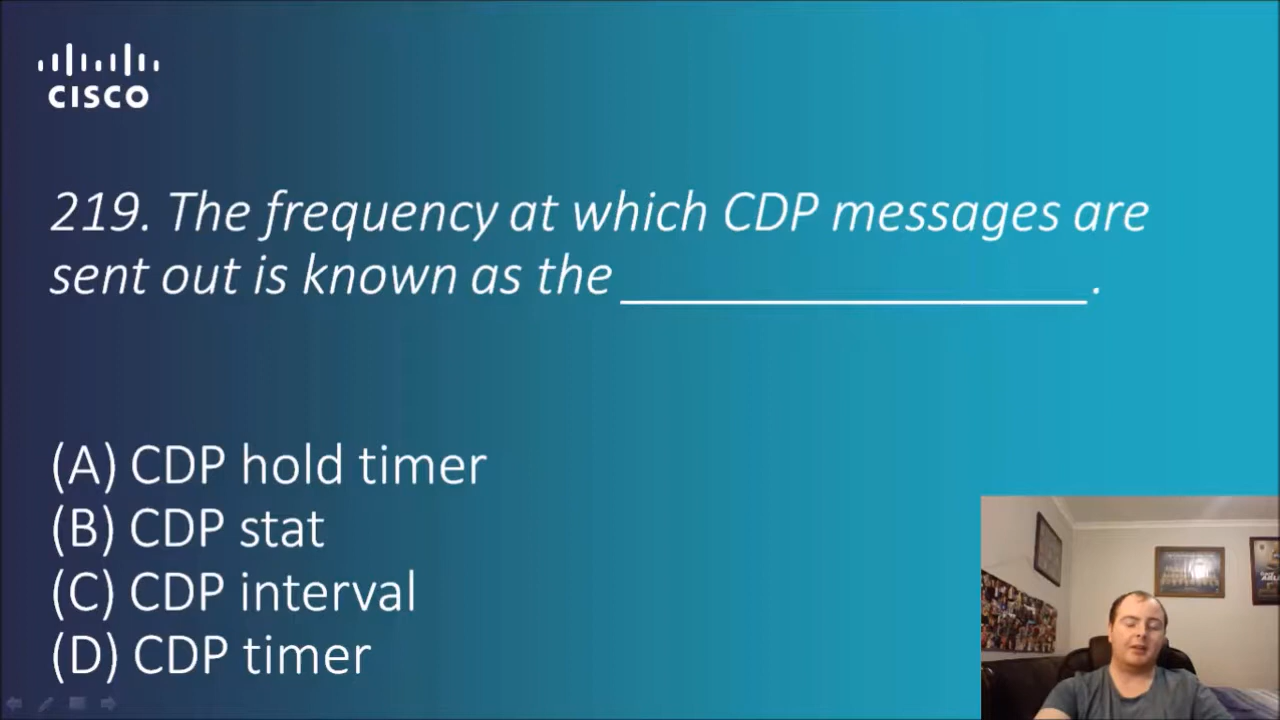 CISCO
219. The frequency at which CDP messages are
sent out is known as the ________________.
(A) CDP hold timer
(B) CDP stat
(C) CDP interval
(D) CDP timer